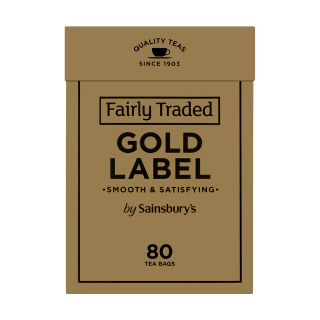 QUALITY TEAS
SINCE 1903
Fairly Traded
GOLD
LABEL
•SMOOTH & SATISFYING•
by Sainsbury's
80
TEA BAGS